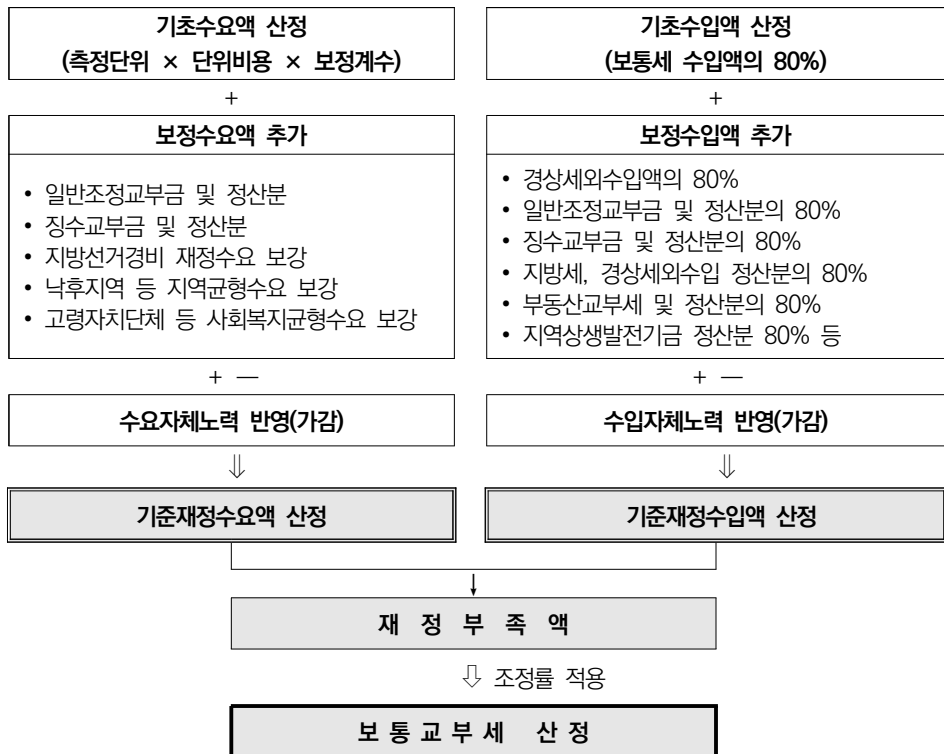 기초수요액 산정
(측정단위 × 단위비용 × 보정계수)
+
보정수요액 추가
• 일반조정교부금 및 정산분
• 징수교부금 및 정산분
• 지방선거경비 재정수요 보강
• 낙후지역 등 지역균형수요 보강
• 고령자치단체 등 사회복지균형수요 보강
+ —
수요자체노력 반영(가감)
⇓
기준재정수요액 산정
기초수입액 산정
(보통세 수입액의 80%)
+
보정수입액 추가
• 경상세외수입액의 80%
• 일반조정교부금 및 정산분의 80%
• 징수교부금 및 정산분의 80%
• 지방세, 경상세외수입 정산분의 80%
• 부동산교부세 및 정산분의 80%
• 지역상생발전기금 정산분 80% 등
+ —
수입자체노력 반영(가감)
⇓
기준재정수입액 산정
재 정 부 족 액
⇩ 조정률 적용
보 통 교 부 세 산 정